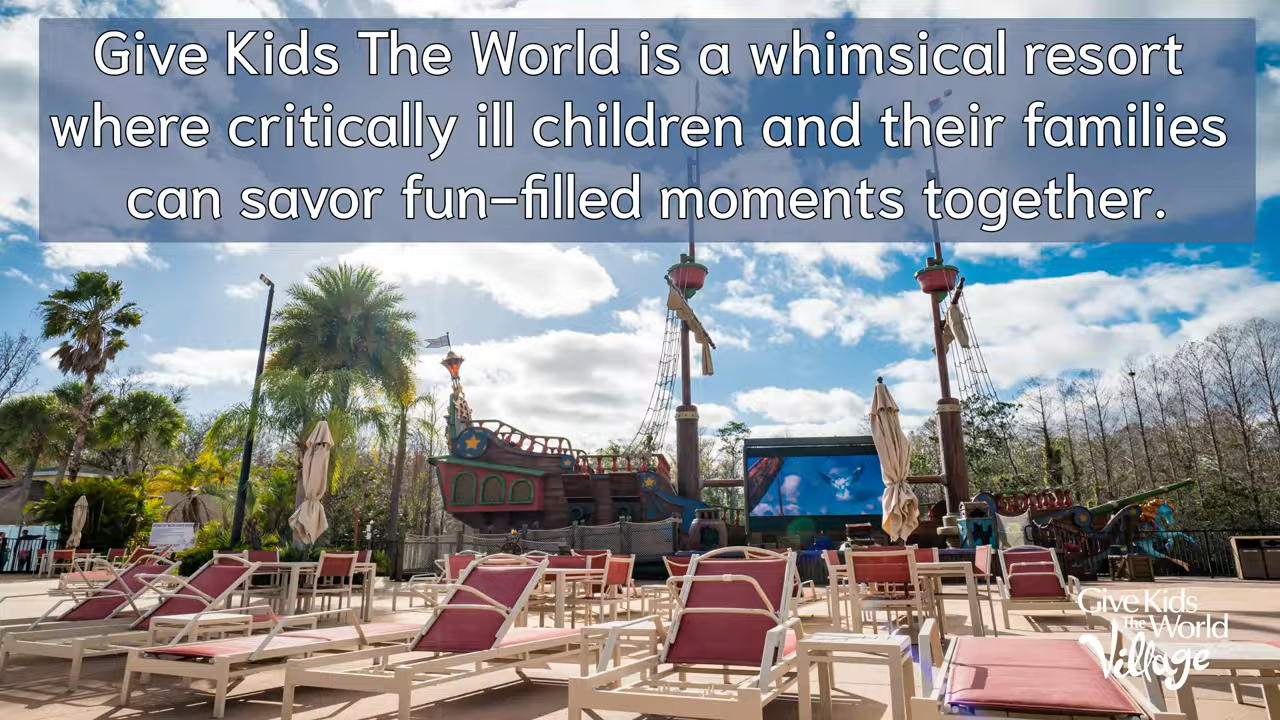 Give Kids The World is a whimsical resort
where critically ill children and their families
can savor fun-filled moments together.
Give Kids
The World
Village